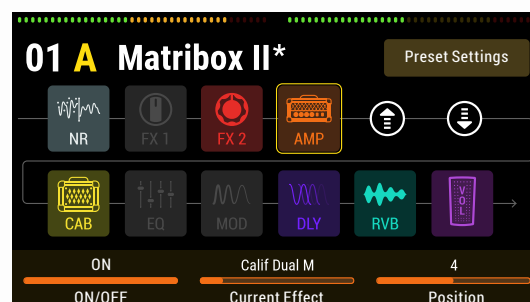 01 A Matribox II*
Preset Settings
NR
FX 1
FX 2
AMP
CAB
EQ
MOD
DLY
RVB
VOL
ON
Calif Dual M
4
ON/OFF
Current Effect
Position